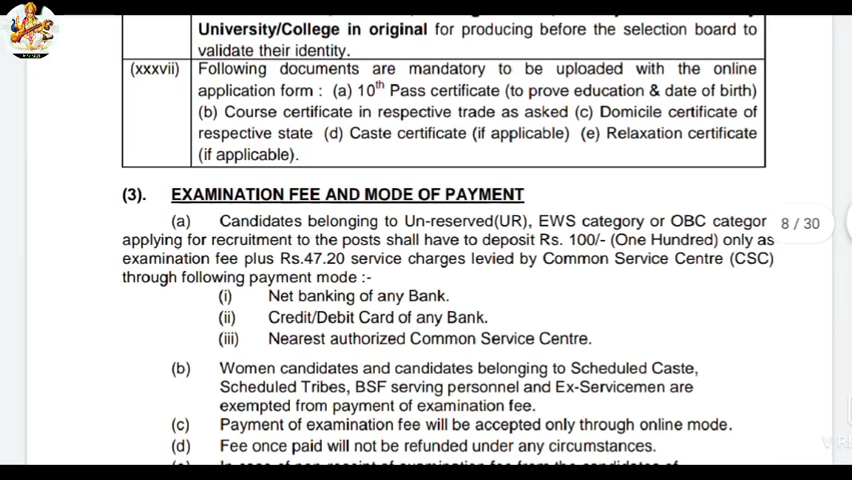 University/College in original for producing before the selection board to
validate their identity.
(xxxvii) Following documents are mandatory to be uploaded with the online
application form : (a) 10th Pass certificate (to prove education & date of birth)
(b) Course certificate in respective trade as asked (c) Domicile certificate of
respective state (d) Caste certificate (if applicable) (e) Relaxation certificate
(if applicable).
(3). EXAMINATION FEE AND MODE OF PAYMENT
(a) Candidates belonging to Un-reserved(UR), EWS category or OBC categor
8 / 30
applying for recruitment to the posts shall have to deposit Rs. 100/- (One Hundred) only as
examination fee plus Rs.47.20 service charges levied by Common Service Centre (CSC)
through following payment mode :-
(i) Net banking of any Bank.
(ii) Credit/Debit Card of any Bank.
(iii) Nearest authorized Common Service Centre.
(b) Women candidates and candidates belonging to Scheduled Caste,
Scheduled Tribes, BSF serving personnel and Ex-Servicemen are
exempted from payment of examination fee.
(c) Payment of examination fee will be accepted only through online mode.
(d) Fee once paid will not be refunded under any circumstances.